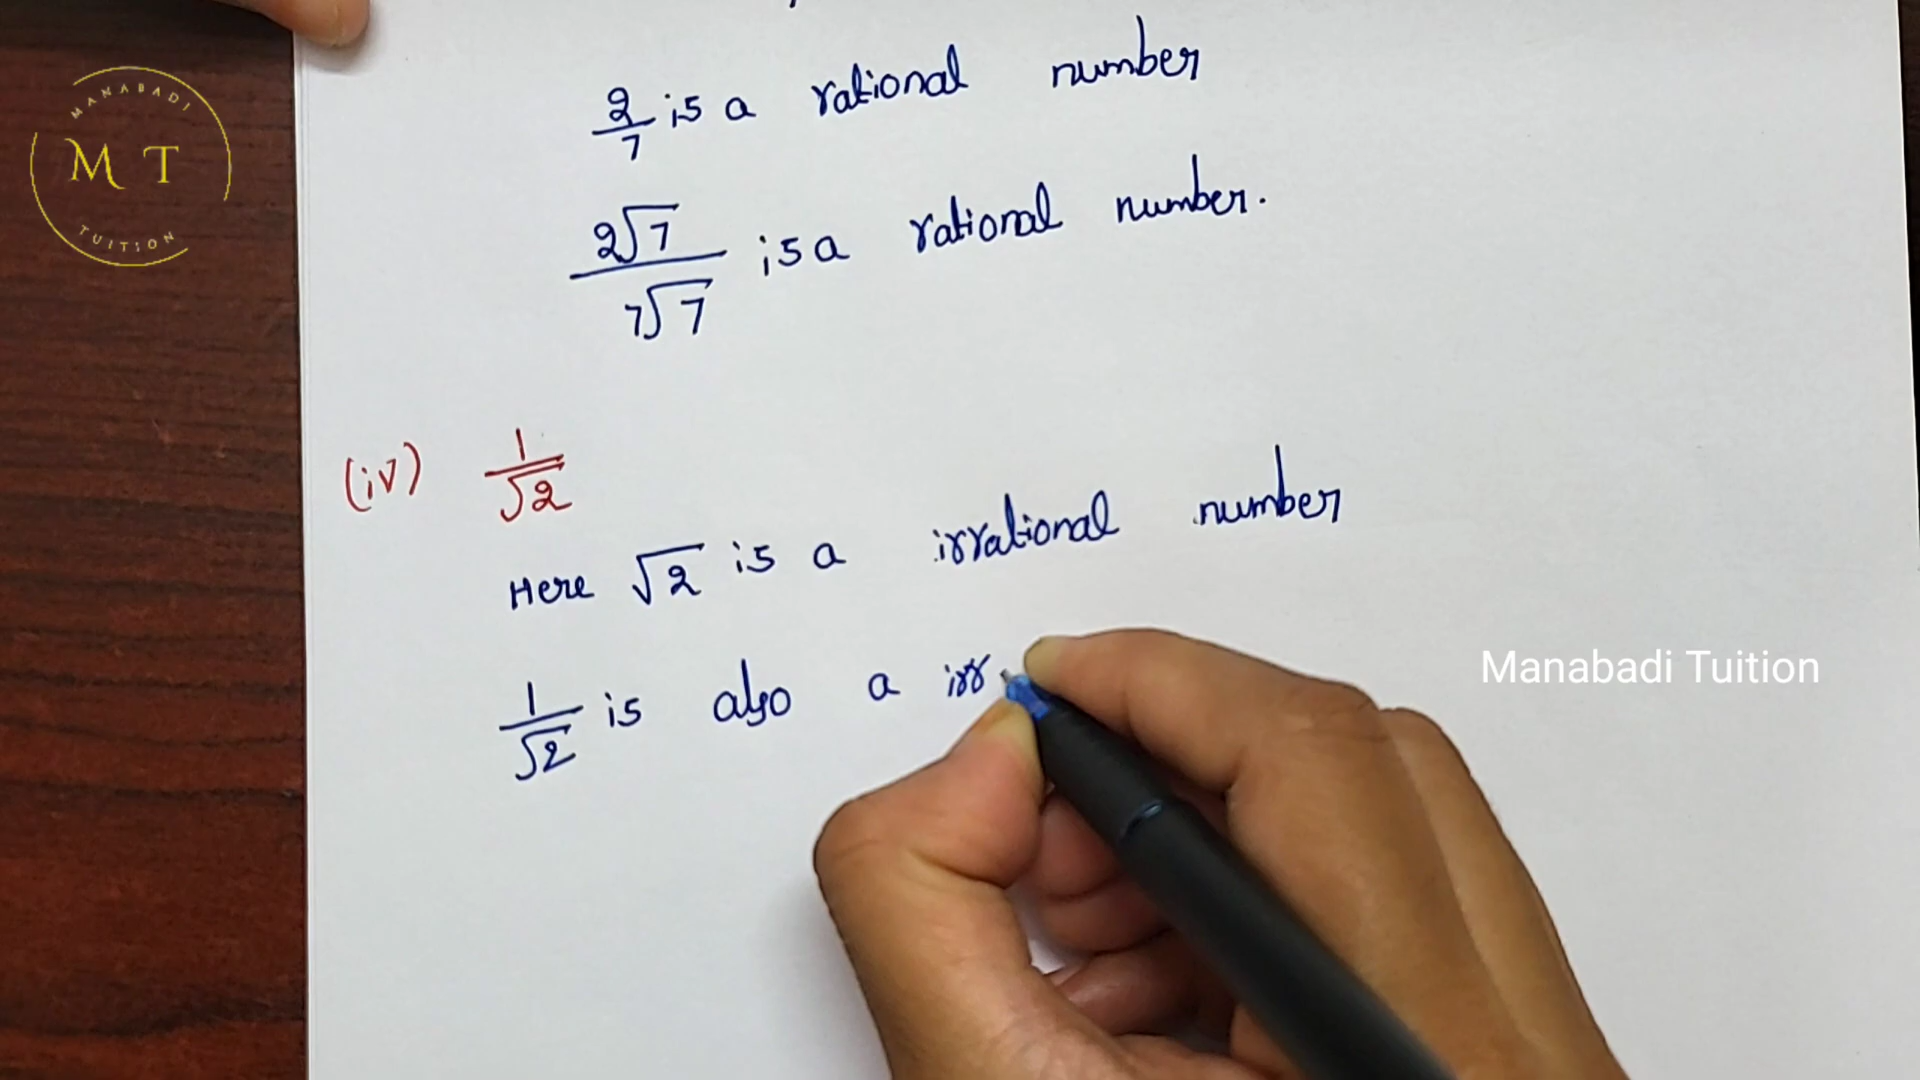 MANABADI
MT
TUITION
2/7 is a rational number
2√7 / 7√7 is a rational number.
(iv) 1/√2
Here √2 is a irrational number
1/√2 is also a irr
Manabadi Tuition